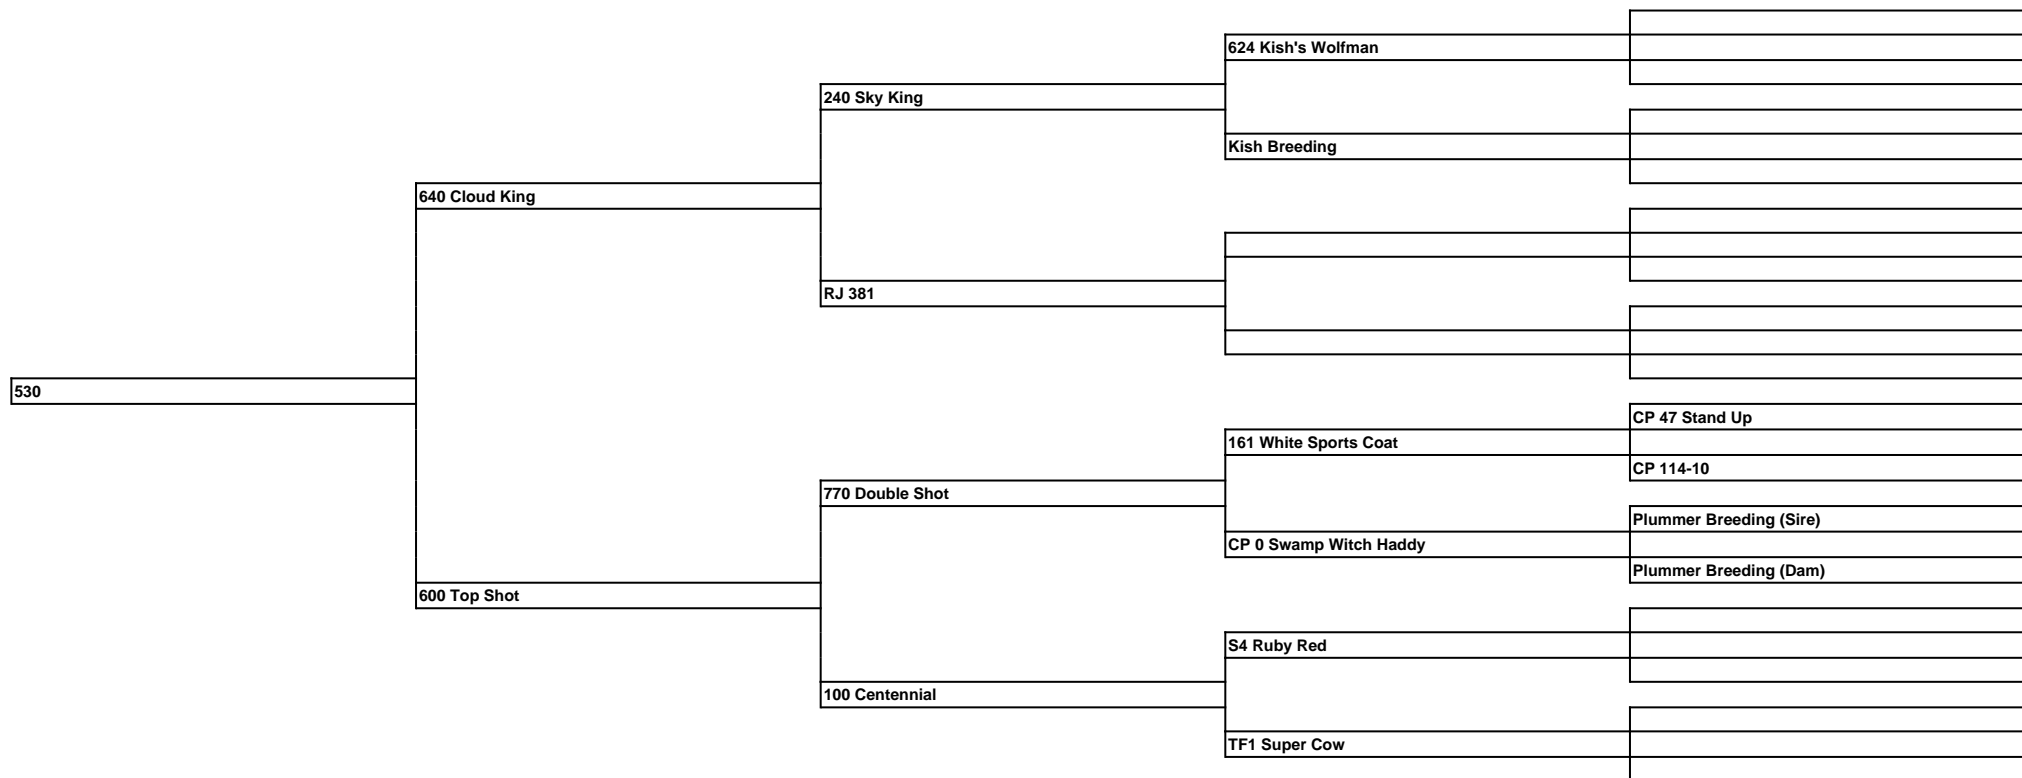 624 Kish's Wolfman
240 Sky King
Kish Breeding
640 Cloud King
RJ 381
530
CP 47 Stand Up
161 White Sports Coat
CP 114-10
770 Double Shot
Plummer Breeding (Sire)
CP 0 Swamp Witch Haddy
Plummer Breeding (Dam)
600 Top Shot
S4 Ruby Red
100 Centennial
TF1 Super Cow